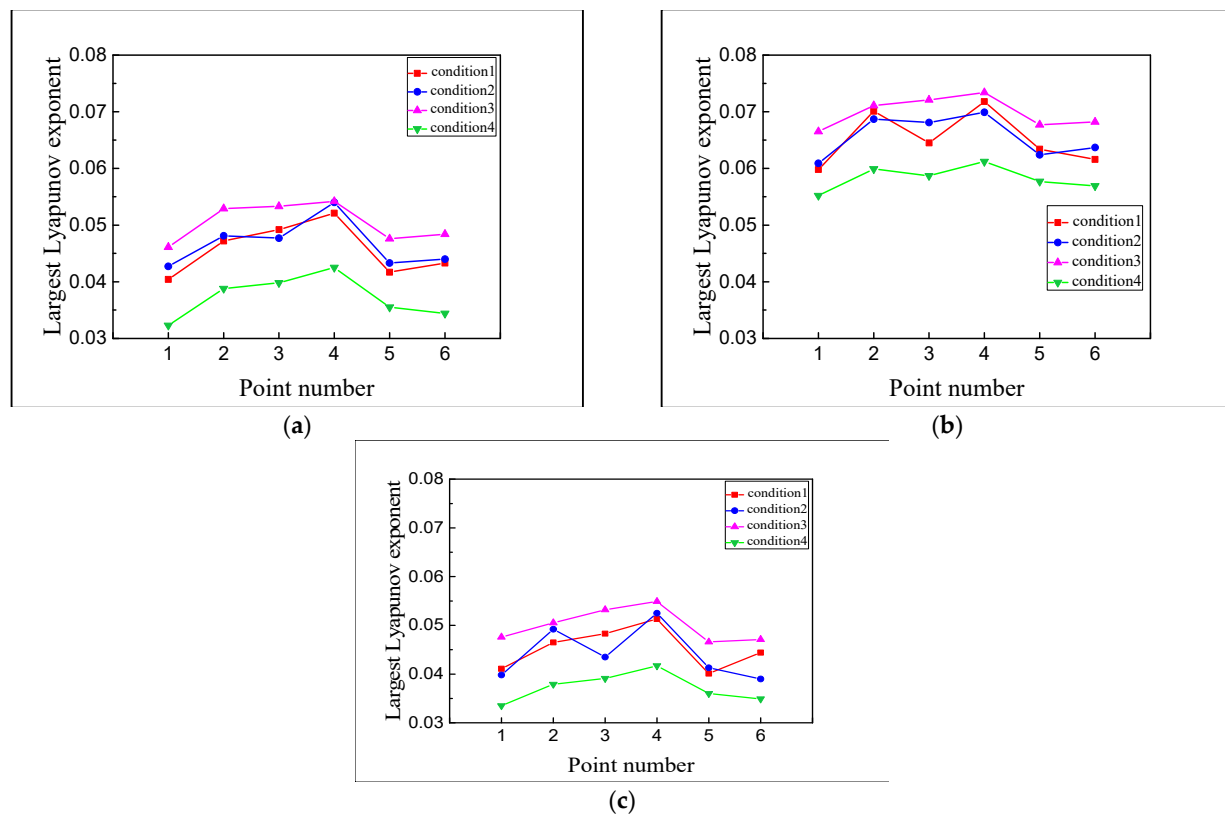 Largest Lyapunov exponent
0.08
0.07
0.06
0.05
0.04
0.03
condition1
condition2
condition3
condition4
1 2 3 4 5 6
Point number
(a)
Largest Lyapunov exponent
0.08
0.07
0.06
0.05
0.04
0.03
condition1
condition2
condition3
condition4
1 2 3 4 5 6
Point number
(b)
Largest Lyapunov exponent
0.08
0.07
0.06
0.05
0.04
0.03
condition1
condition2
condition3
condition4
1 2 3 4 5 6
Point number
(c)